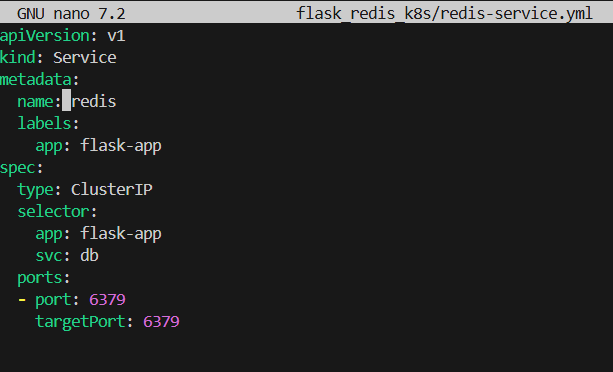 GNU nano 7.2 flask_redis_k8s/redis-service.yml
apiVersion: v1
kind: Service
metadata:
  name: redis
  labels:
    app: flask-app
spec:
  type: ClusterIP
  selector:
    app: flask-app
    svc: db
  ports:
  - port: 6379
    targetPort: 6379